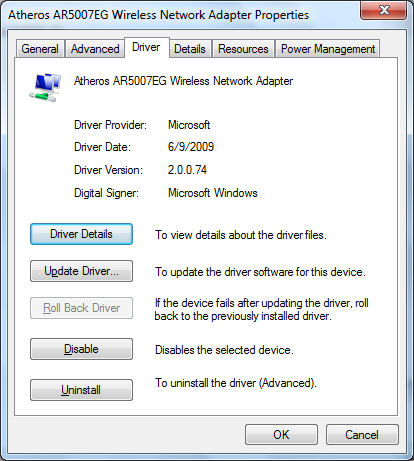 Atheros AR5007EG Wireless Network Adapter Properties
General Advanced Driver Details Resources Power Management
Atheros AR5007EG Wireless Network Adapter
Driver Provider: Microsoft
Driver Date: 6/9/2009
Driver Version: 2.0.0.74
Digital Signer: Microsoft Windows
Driver Details To view details about the driver files.
Update Driver... To update the driver software for this device.
Roll Back Driver If the device fails after updating the driver, roll
back to the previously installed driver.
Disable Disables the selected device.
Uninstall To uninstall the driver (Advanced).
OK Cancel